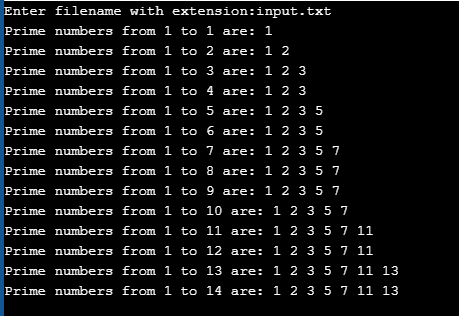 Enter filename with extension:input.txt
Prime numbers from 1 to 1 are: 1
Prime numbers from 1 to 2 are: 1 2
Prime numbers from 1 to 3 are: 1 2 3
Prime numbers from 1 to 4 are: 1 2 3
Prime numbers from 1 to 5 are: 1 2 3 5
Prime numbers from 1 to 6 are: 1 2 3 5
Prime numbers from 1 to 7 are: 1 2 3 5 7
Prime numbers from 1 to 8 are: 1 2 3 5 7
Prime numbers from 1 to 9 are: 1 2 3 5 7
Prime numbers from 1 to 10 are: 1 2 3 5 7
Prime numbers from 1 to 11 are: 1 2 3 5 7 11
Prime numbers from 1 to 12 are: 1 2 3 5 7 11
Prime numbers from 1 to 13 are: 1 2 3 5 7 11 13
Prime numbers from 1 to 14 are: 1 2 3 5 7 11 13